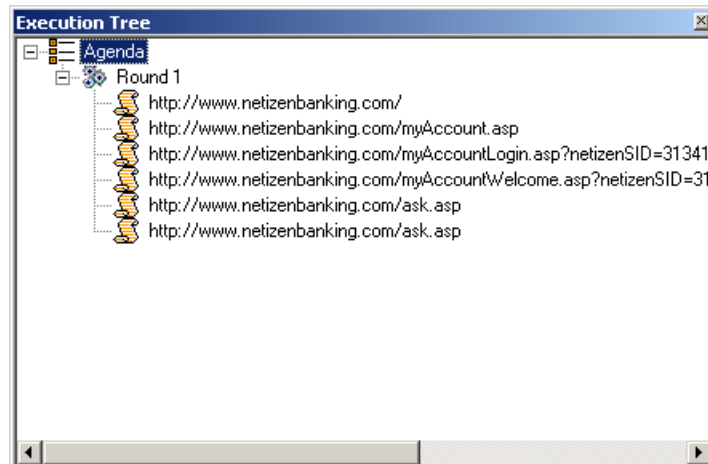 Execution Tree
Agenda
Round 1
http://www.netizenbanking.com/
http://www.netizenbanking.com/myAccount.asp
http://www.netizenbanking.com/myAccountLogin.asp?netizenSID=31341
http://www.netizenbanking.com/myAccountWelcome.asp?netizenSID=31
http://www.netizenbanking.com/ask.asp
http://www.netizenbanking.com/ask.asp